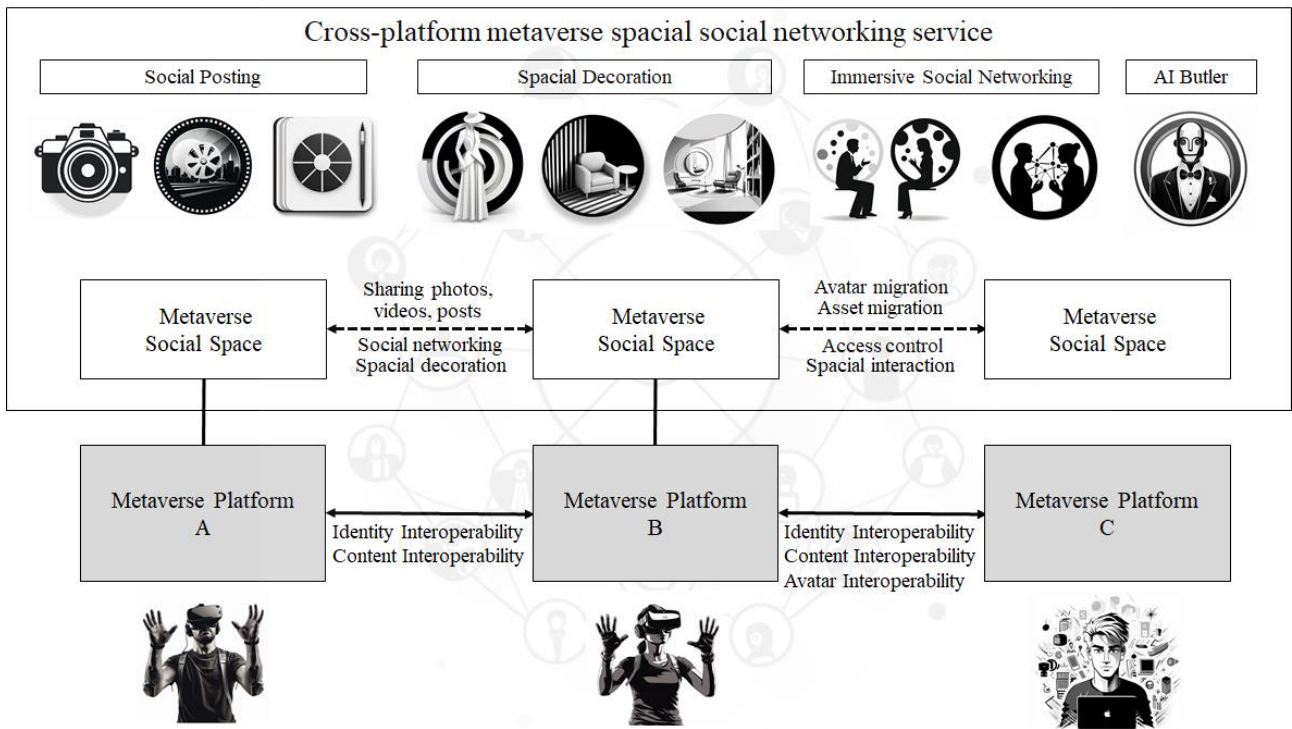 Cross-platform metaverse spacial social networking service
Social Posting
Spacial Decoration
Immersive Social Networking
AI Butler
Metaverse
Social Space
Sharing photos,
videos, posts
Social networking
Spacial decoration
Metaverse
Social Space
Avatar migration
Asset migration
Access control
Spacial interaction
Metaverse
Social Space
Metaverse Platform
A
Identity Interoperability
Content Interoperability
Metaverse Platform
B
Identity Interoperability
Content Interoperability
Avatar Interoperability
Metaverse Platform
C